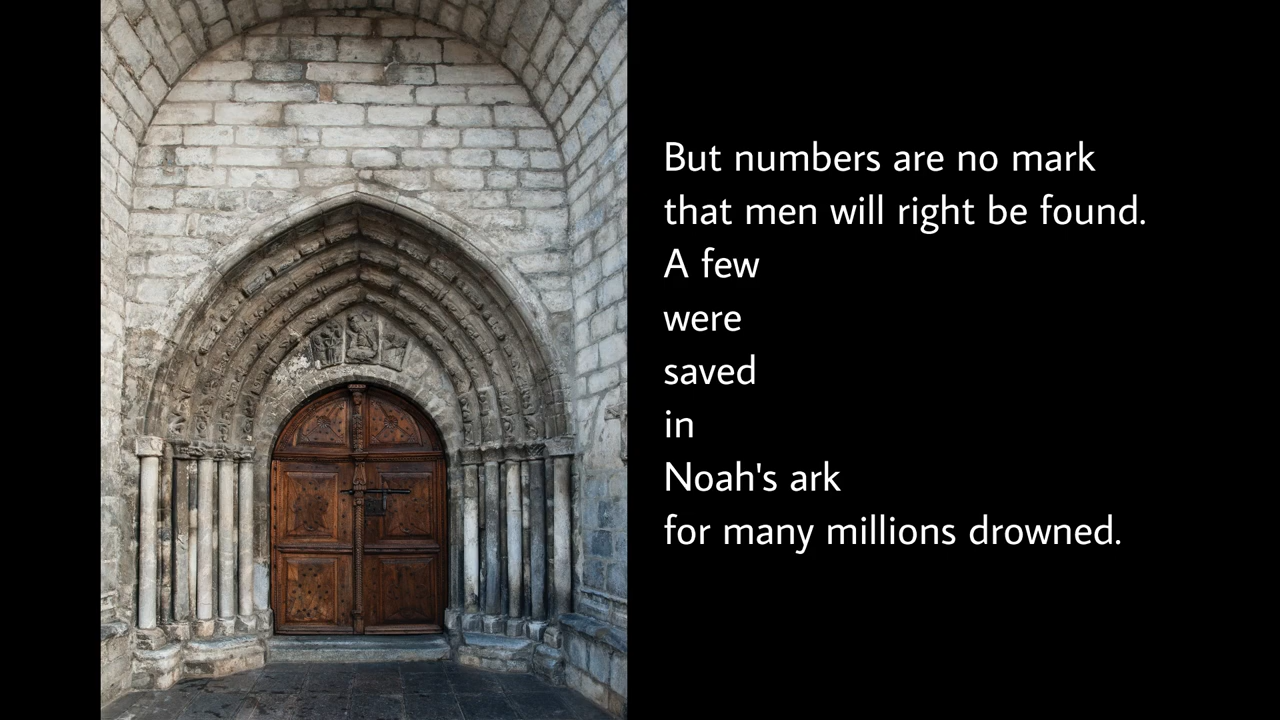 But numbers are no mark
that men will right be found.
A few
were
saved
in
Noah's ark
for many millions drowned.